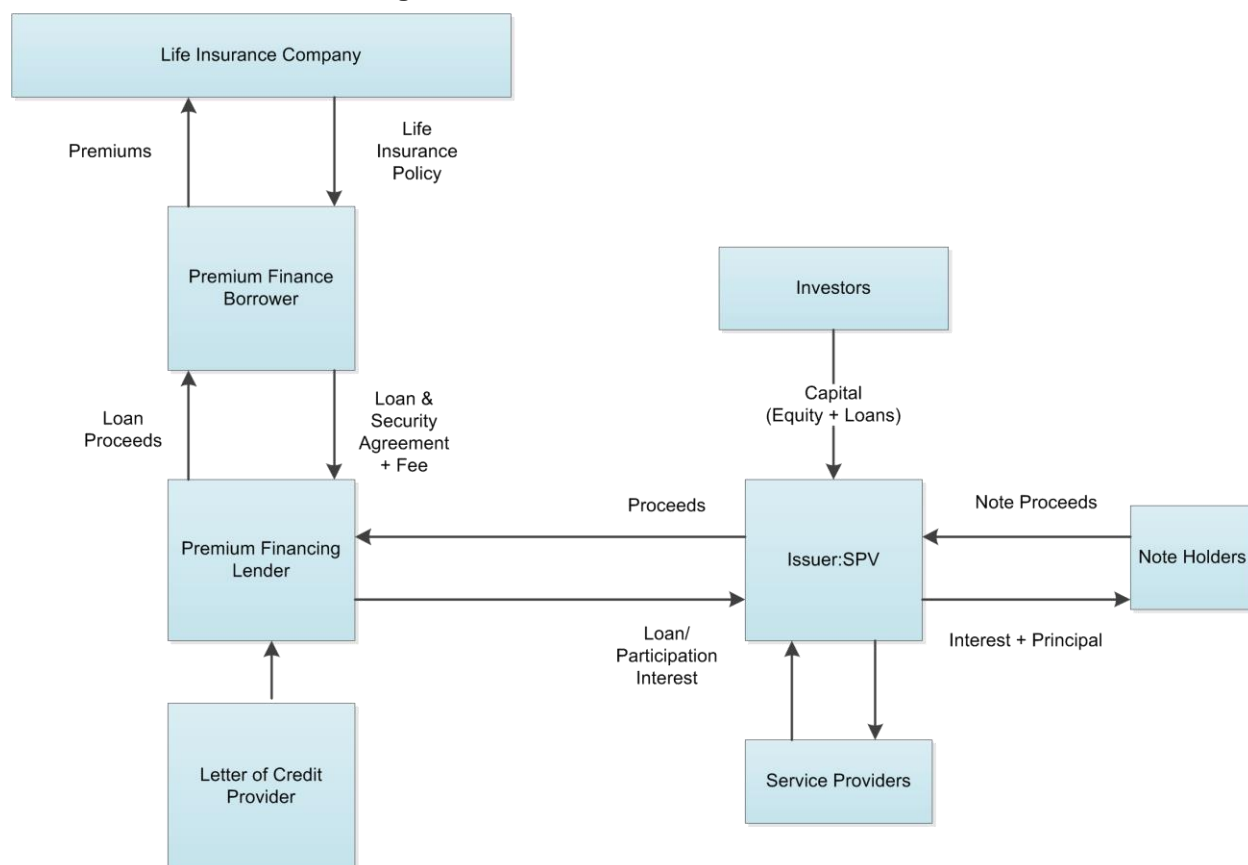 Life Insurance Company
Premiums
Life
Insurance
Policy
Premium Finance
Borrower
Investors
Loan
Proceeds
Loan &
Security
Agreement
+ Fee
Capital
(Equity + Loans)
Proceeds
Note Proceeds
Premium Financing
Lender
Issuer:SPV
Note Holders
Loan/
Participation
Interest
Interest + Principal
Letter of Credit
Provider
Service Providers